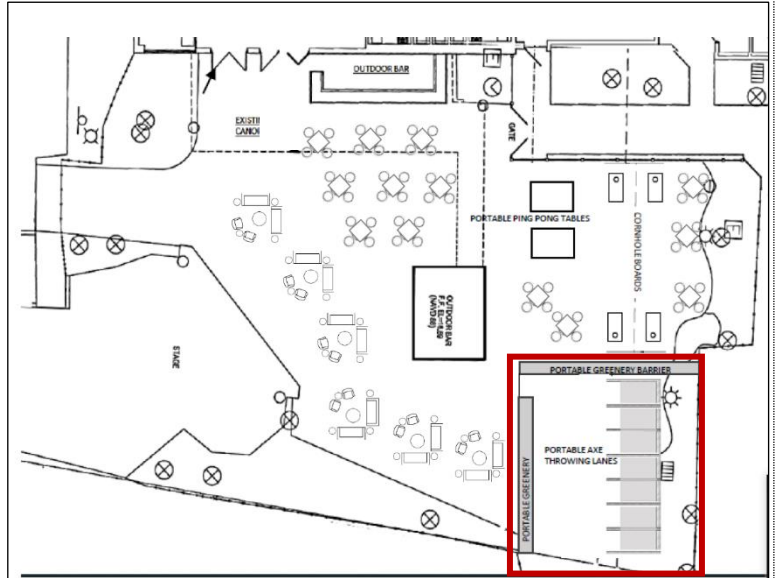 OUTDOOR BAR
E
EXISTI
CANOF
GATE
PORTABLE PING PONG TABLES
CORNHOLE BOARDS
E
OUTDOOR BAR
STAGE
PORTABLE GREENERY BARRIER
PORTABLE AXE
THROWING LANES
PORTABLE GREENERY